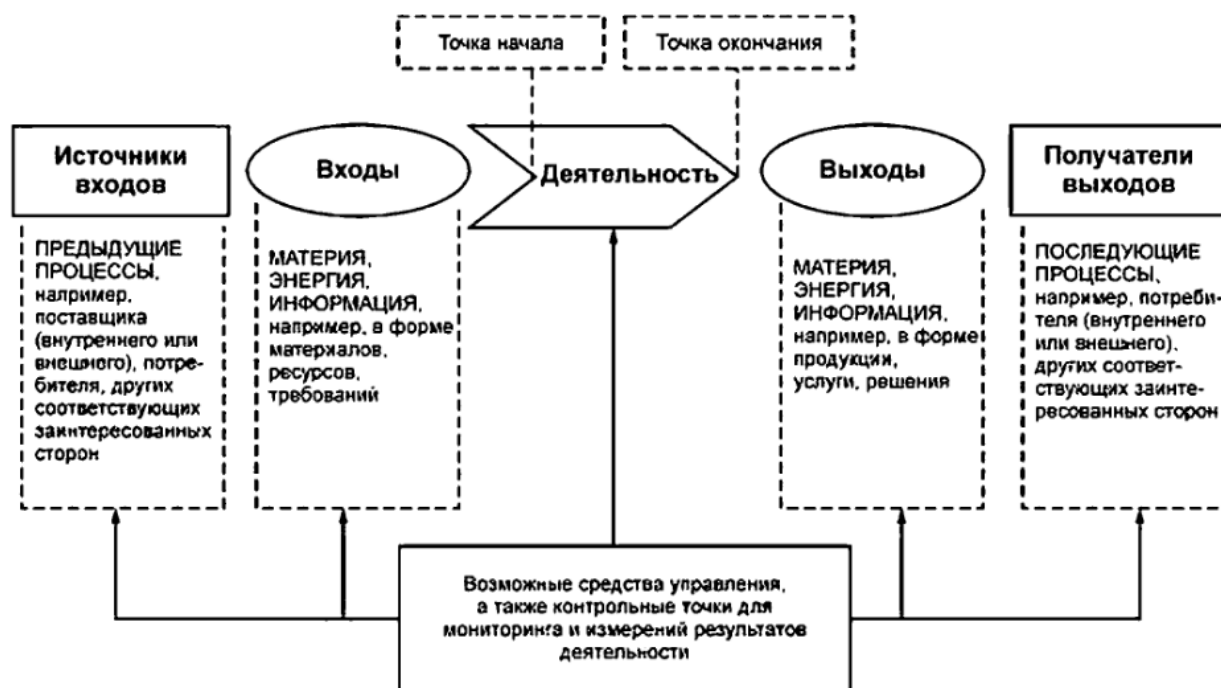 Точка начала
Точка окончания
Источники
входов
Входы
Деятельность
Выходы
Получатели
выходов
ПРЕДЫДУЩИЕ
ПРОЦЕССЫ,
например,
поставщика
(внутреннего или
внешнего), потре-
бителя, других
соответствующих
заинтересованных
сторон
МАТЕРИЯ,
ЭНЕРГИЯ,
ИНФОРМАЦИЯ,
например, в форме
материалов,
ресурсов,
требований
МАТЕРИЯ,
ЭНЕРГИЯ,
ИНФОРМАЦИЯ,
например, в форме
продукции,
услуги, решения
ПОСЛЕДУЮЩИЕ
ПРОЦЕССЫ,
например, потреби-
теля (внутреннего
или внешнего),
других соответ-
ствующих заинте-
ресованных сторон
Возможные средства управления,
а также контрольные точки для
мониторинга и измерений результатов
деятельности